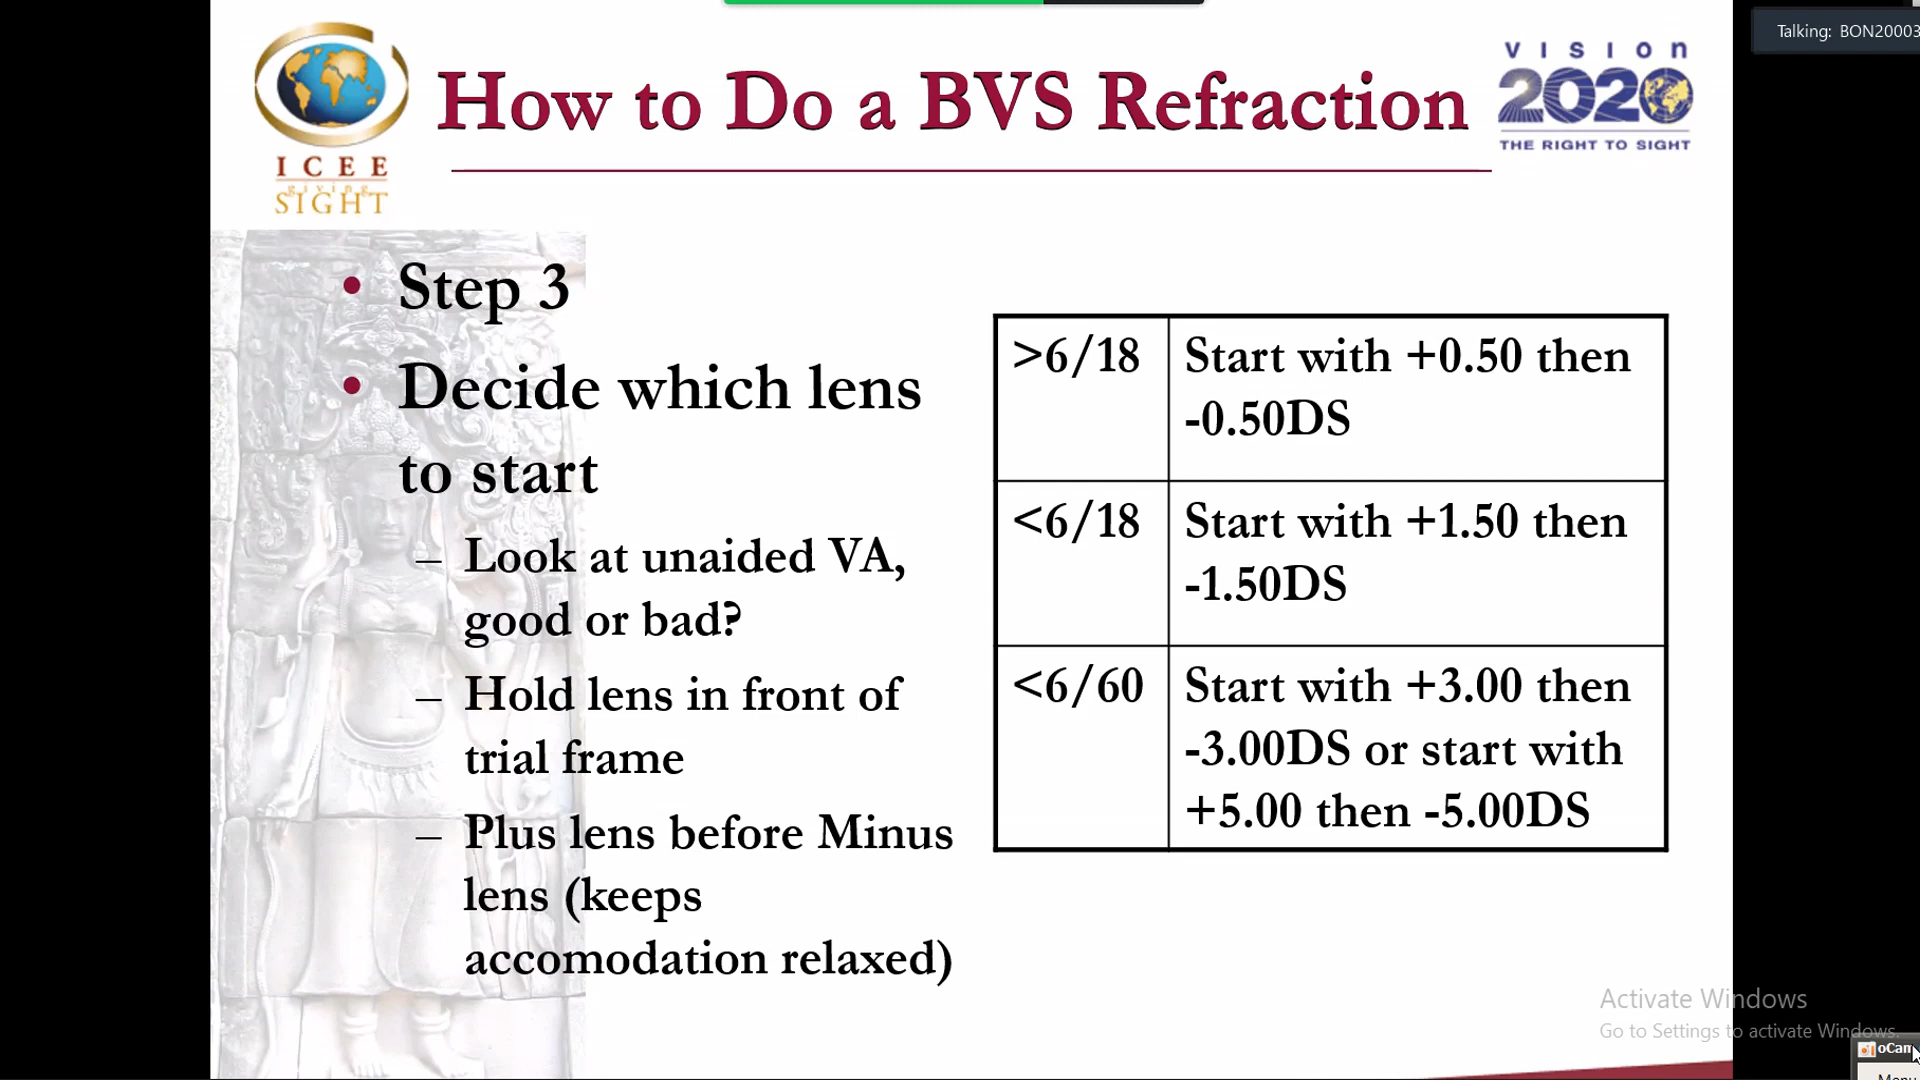 Talking: BON20003
How to Do a BVS Refraction
VISION
2020
THE RIGHT TO SIGHT
ICEE
giving
SIGHT
• Step 3
• Decide which lens
to start
– Look at unaided VA,
good or bad?
– Hold lens in front of
trial frame
– Plus lens before Minus
lens (keeps
accomodation relaxed)
>6/18 Start with +0.50 then
-0.50DS
<6/18 Start with +1.50 then
-1.50DS
<6/60 Start with +3.00 then
-3.00DS or start with
+5.00 then -5.00DS
Activate Windows
Go to Settings to activate Windows.
oCam
Menu